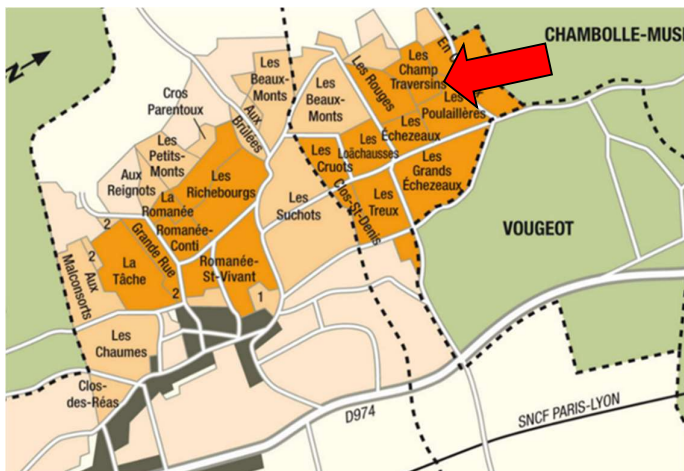 CHAMBOLLE-MUSI
N
En O
Les
Champ
Traversins
Les
Beaux-
Monts
Les Rouges
Les
Beaux-
Monts
Les
Poulaillères
Cros
Parentoux
Aux
Brûlées
Les
Échezeaux
Les
Loächausses
Les
Cruots
Les
Petits-
Monts
Les
Grands
Échezeaux
Aux
Reignots
Les
Richebourgs
La
Romanée
Les
Suchots
Clos-St-Denis
Les
Treux
VOUGEOT
Romanée-
Conti
2
Grande Rue
2
Aux
Malconsorts
La
Tâche
Romanée-
St-Vivant
2
1
Les
Chaumes
Clos-
des-Réas
D974
SNCF PARIS-LYON